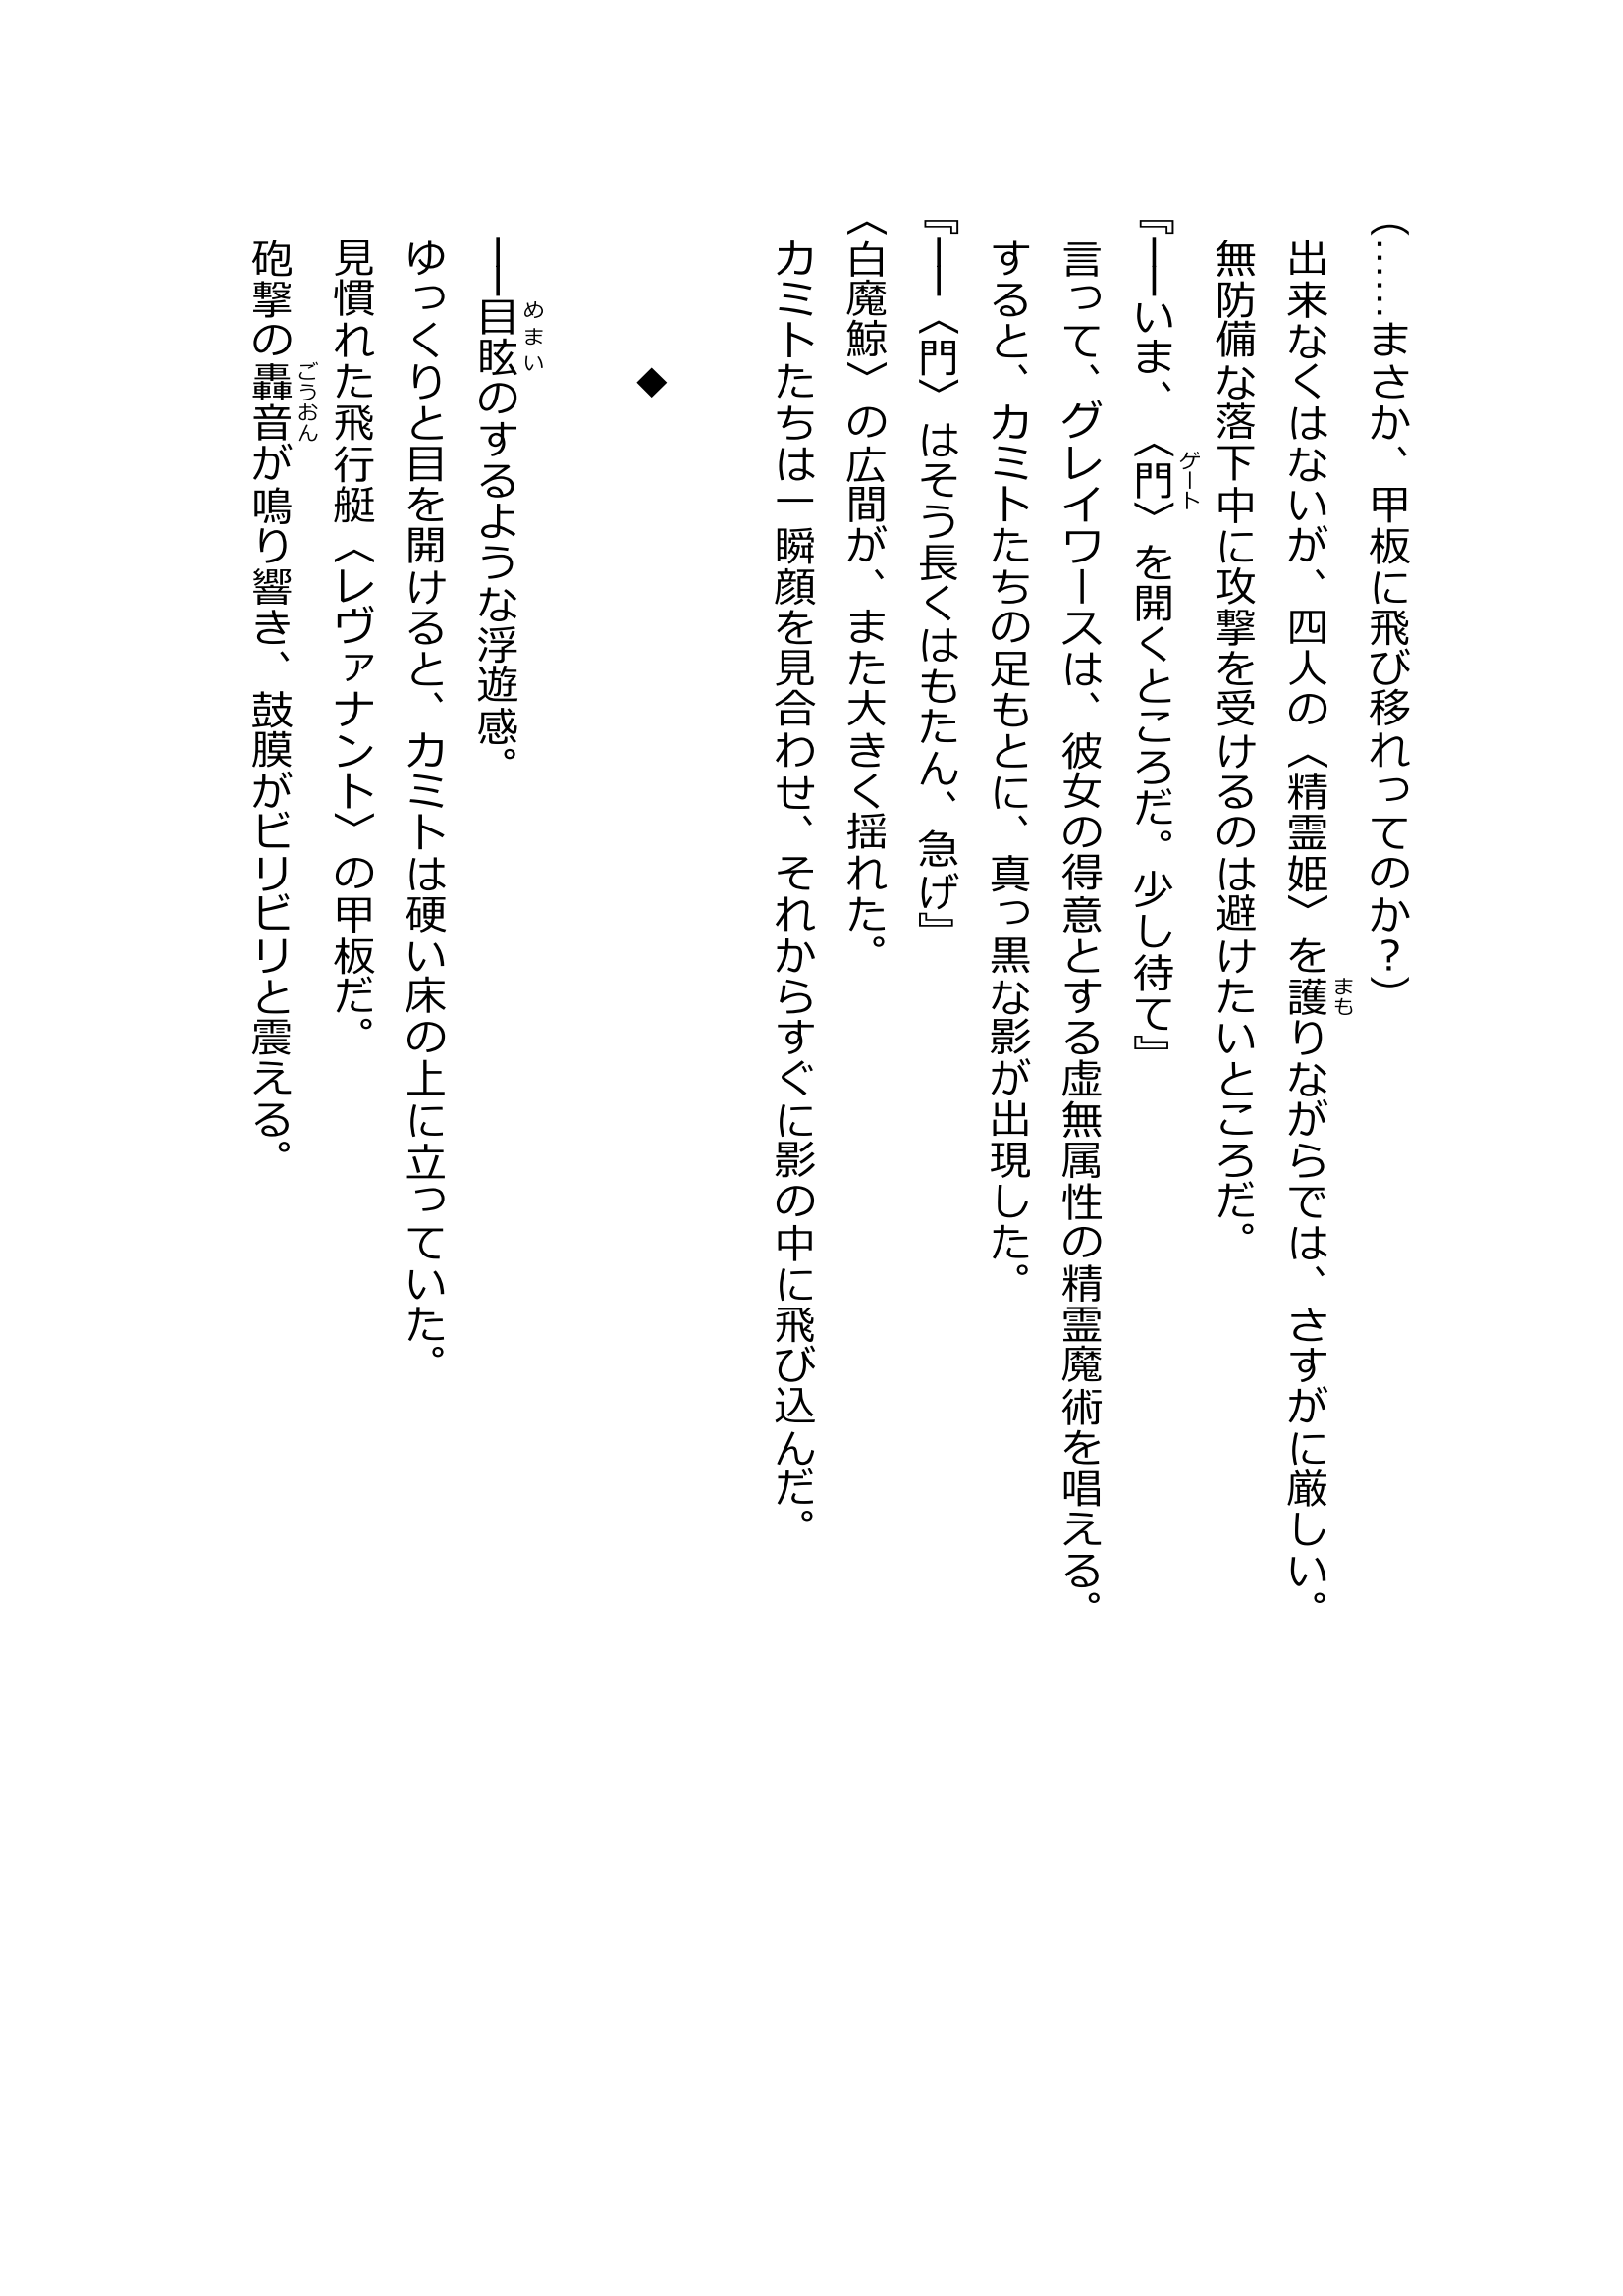 （……まさか、甲板に飛び移れってのか？）
出来なくはないが、四人の〈精霊姫〉を護りながらでは、さすがに厳しい。
まも
無防備な落下中に攻撃を受けるのは避けたいところだ。
『――いま、〈門〉を開くところだ。少し待て』
ゲート
言って、グレイワースは、彼女の得意とする虚無属性の精霊魔術を唱える。
すると、カミトたちの足もとに、真っ黒な影が出現した。
『――〈門〉はそう長くはもたん、急げ』
〈白魔鯨〉の広間が、また大きく揺れた。
カミトたちは一瞬顔を見合わせ、それからすぐに影の中に飛び込んだ。
◆
――目眩のするような浮遊感。
めまい
ゆっくりと目を開けると、カミトは硬い床の上に立っていた。
見慣れた飛行艇〈レヴァナント〉の甲板だ。
砲撃の轟音が鳴り響き、鼓膜がビリビリと震える。
ごうおん